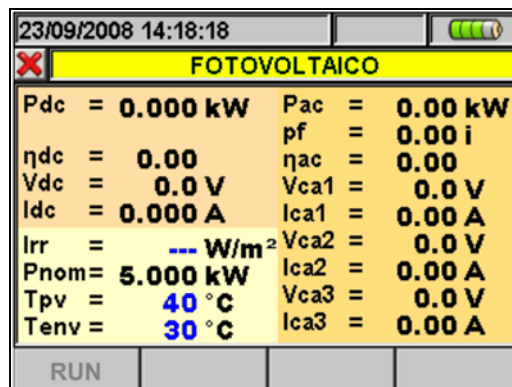 23/09/2008 14:18:18
FOTOVOLTAICO
Pdc = 0.000 kW
ηdc = 0.00
Vdc = 0.0 V
Idc = 0.000 A
Irr = --- W/m²
Pnom= 5.000 kW
Tpv = 40 °C
Tenv = 30 °C
Pac = 0.00 kW
pf = 0.00 i
ηac = 0.00
Vca1 = 0.0 V
Ica1 = 0.00 A
Vca2 = 0.0 V
Ica2 = 0.00 A
Vca3 = 0.0 V
Ica3 = 0.00 A
RUN